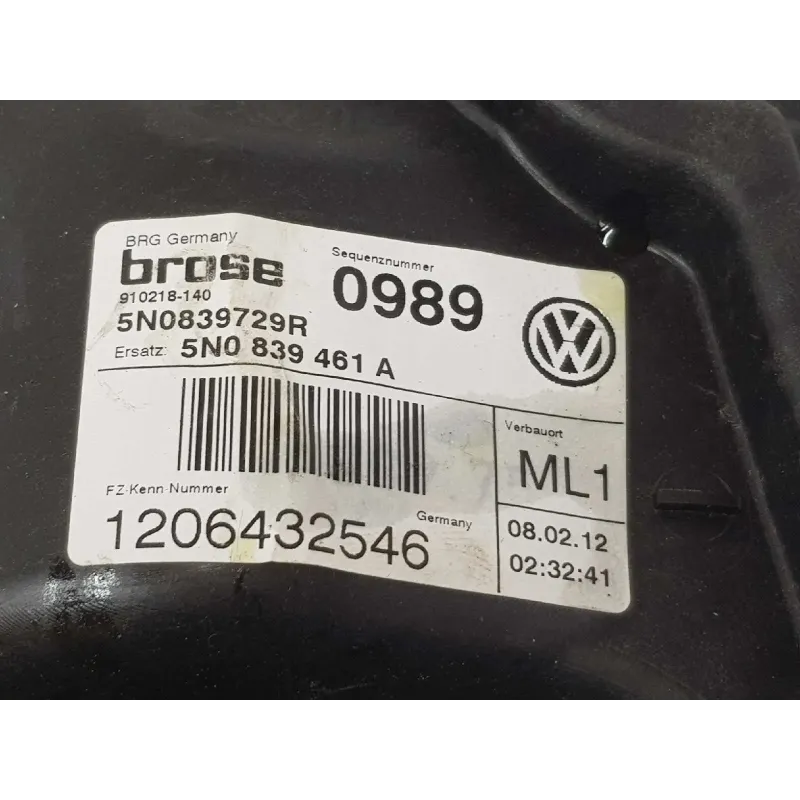 BRG Germany
brose
910218-140
5N0839729R
Ersatz: 5N0 839 461 A
Sequenznummer
0989
VW
FZ-Kenn-Nummer
1206432546
Germany
Verbauort
ML1
08.02.12
02:32:41